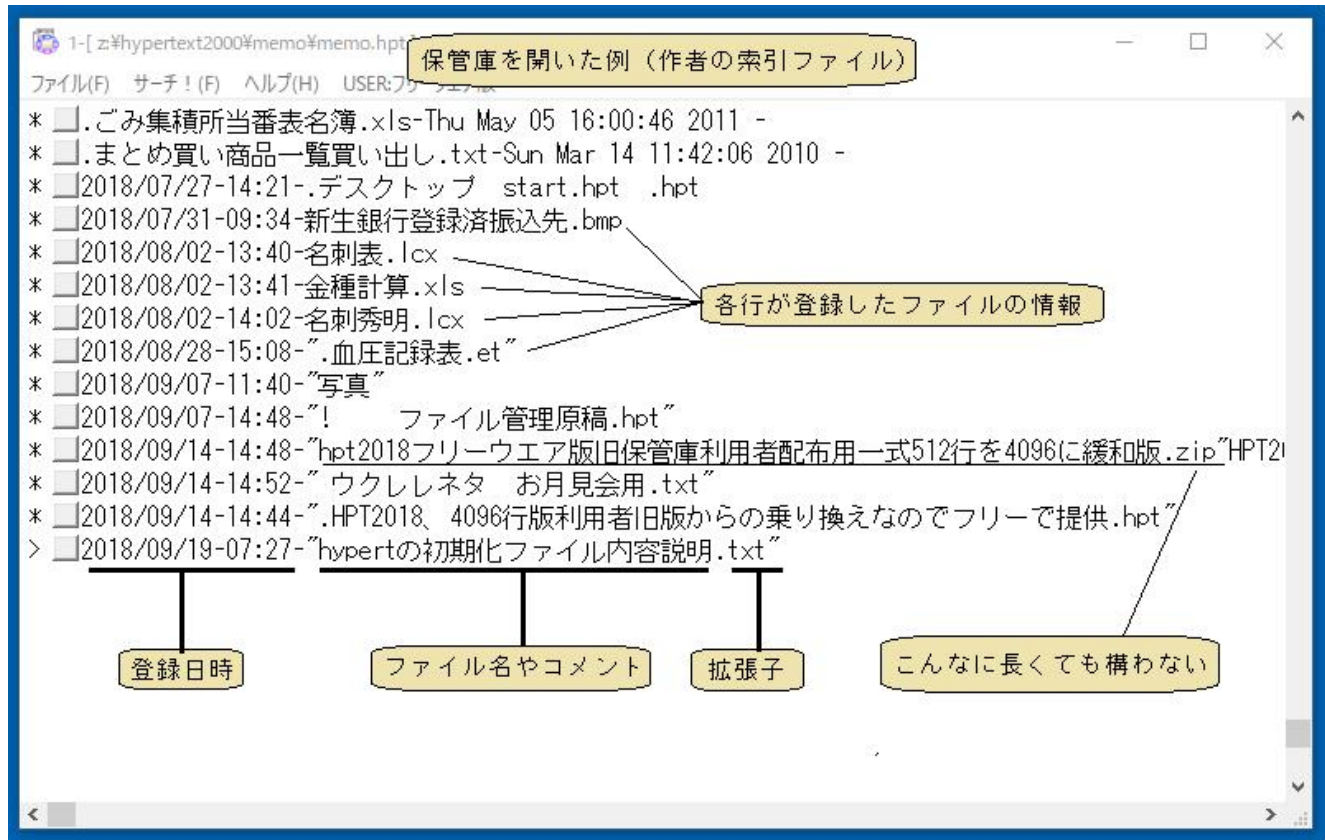 1-[ z:¥hypertext2000¥memo¥memo.hpt
保管庫を開いた例（作者の索引ファイル）
ファイル(F) サーチ！(F) ヘルプ(H) USER:フリーウエア版
* .ごみ集積所当番表名簿.xls-Thu May 05 16:00:46 2011 -
* .まとめ買い商品一覧買い出し.txt-Sun Mar 14 11:42:06 2010 -
* 2018/07/27-14:21-.デスクトップ　start.hpt　.hpt
* 2018/07/31-09:34-新生銀行登録済振込先.bmp
* 2018/08/02-13:40-名刺表.lcx
* 2018/08/02-13:41-金種計算.xls
各行が登録したファイルの情報
* 2018/08/02-14:02-名刺秀明.lcx
* 2018/08/28-15:08-".血圧記録表.et"
* 2018/09/07-11:40-"写真"
* 2018/09/07-14:48-"!　　ファイル管理原稿.hpt"
* 2018/09/14-14:48-"hpt2018フリーウエア版旧保管庫利用者配布用一式512行を4096に緩和版.zip"HPT2
* 2018/09/14-14:52-" ウクレレネタ　お月見会用.txt"
* 2018/09/14-14:44-".HPT2018、4096行版利用者旧版からの乗り換えなのでフリーで提供.hpt"
> 2018/09/19-07:27-"hypertの初期化ファイル内容説明.txt"
登録日時
ファイル名やコメント
拡張子
こんなに長くても構わない